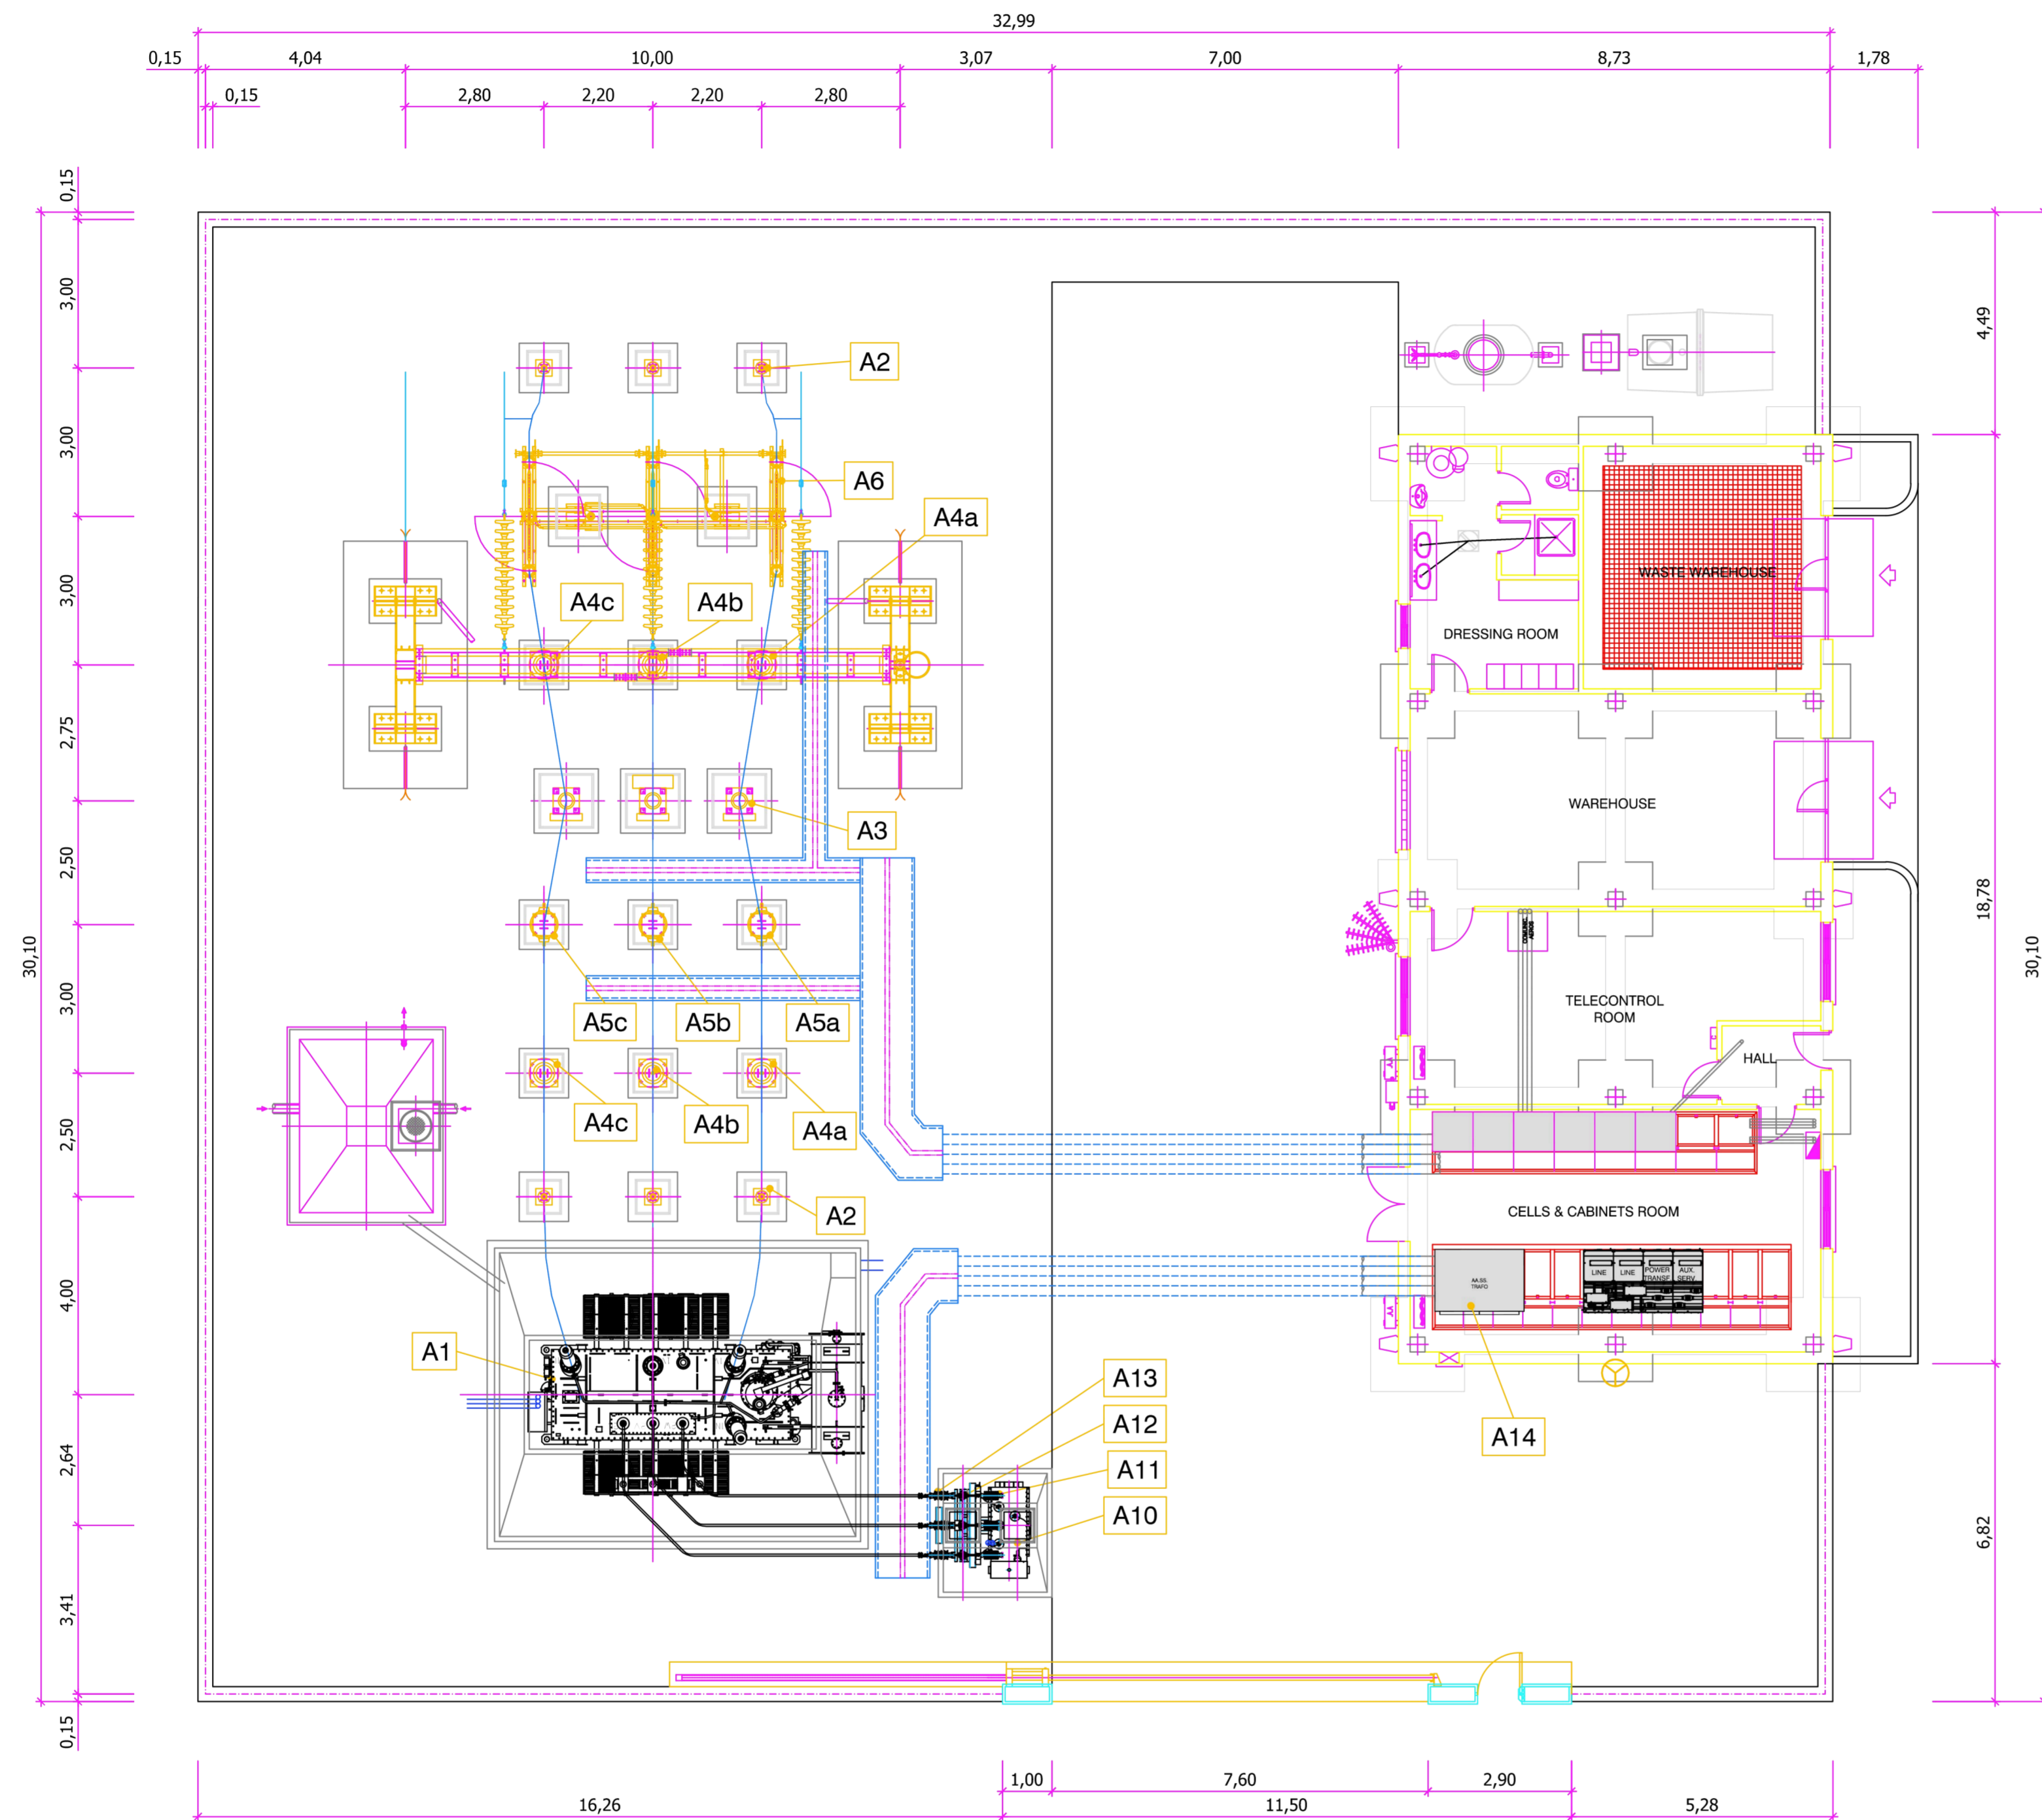 32,99
0,15
4,04
10,00
3,07
7,00
8,73
1,78
0,15
2,80
2,20
2,20
2,80
0,15
3,00
3,00
3,00
2,75
2,50
3,00
2,50
4,00
2,64
3,41
0,15
30,10
4,49
18,78
6,82
30,10
A2
A6
A4a
A4c
A4b
A3
A5c
A5b
A5a
A4c
A4b
A4a
A2
A1
A13
A12
A11
A10
A14
WASTE WAREHOUSE
DRESSING ROOM
WAREHOUSE
TELECONTROL
ROOM
HALL
CELLS & CABINETS ROOM
AA.SS.
TRAFO
LINE
LINE
POWER
TRANSF.
AUX.
SERV.
1,00
7,60
2,90
16,26
11,50
5,28